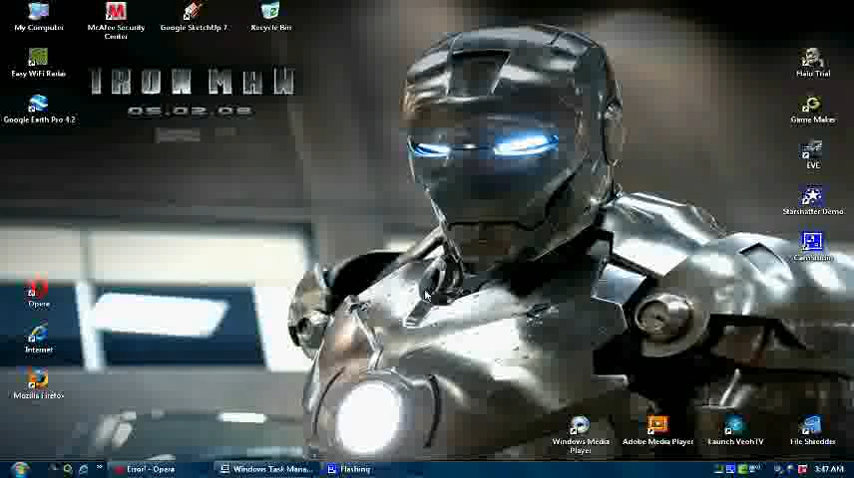 My Computer
McAfee Security
Center
Google SketchUp 7
Recycle Bin
Easy WiFi Radar
IRON MAN
05.02.08
Google Earth Pro 4.2
Halo Trial
Game Maker
EVE
Starshatter Demo
CamStudio
Opera
Internet
Mozilla Firefox
Windows Media
Player
Adobe Media Player
Launch VeohTV
File Shredder
Error! - Opera
Windows Task Mana...
Flashing
3:47 AM